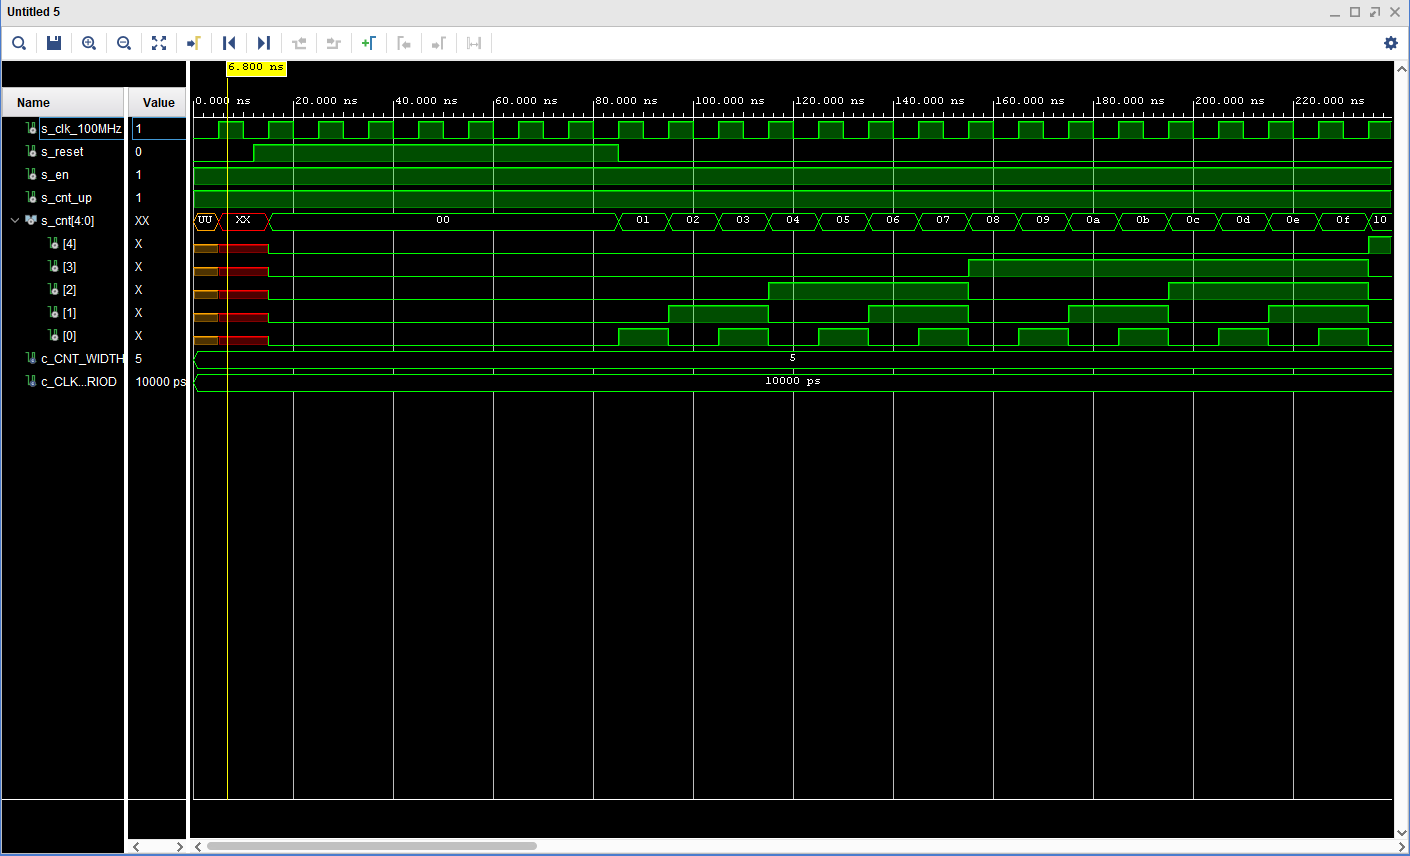 Untitled 5
6.800 ns
Name Value
0.000 ns 20.000 ns 40.000 ns 60.000 ns 80.000 ns 100.000 ns 120.000 ns 140.000 ns 160.000 ns 180.000 ns 200.000 ns 220.000 ns
s_clk_100MHz 1
s_reset 0
s_en 1
s_cnt_up 1
s_cnt[4:0] XX UU XX 00 01 02 03 04 05 06 07 08 09 0a 0b 0c 0d 0e 0f 10
[4] X
[3] X
[2] X
[1] X
[0] X
c_CNT_WIDTH 5 5
c_CLK...RIOD 10000 ps 10000 ps